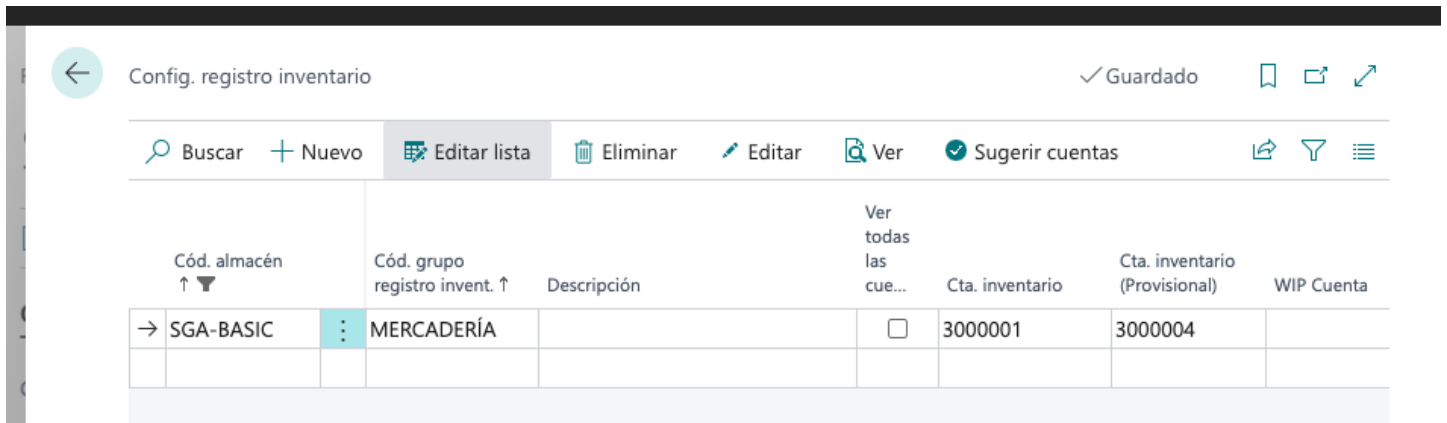 Config. registro inventario
Guardado
Buscar Nuevo Editar lista Eliminar Editar Ver Sugerir cuentas
Ver
todas
Cód. almacén Cód. grupo las Cta. inventario
↑ registro invent. ↑ Descripción cue... Cta. inventario (Provisional) WIP Cuenta
→ SGA-BASIC MERCADERÍA 3000001 3000004